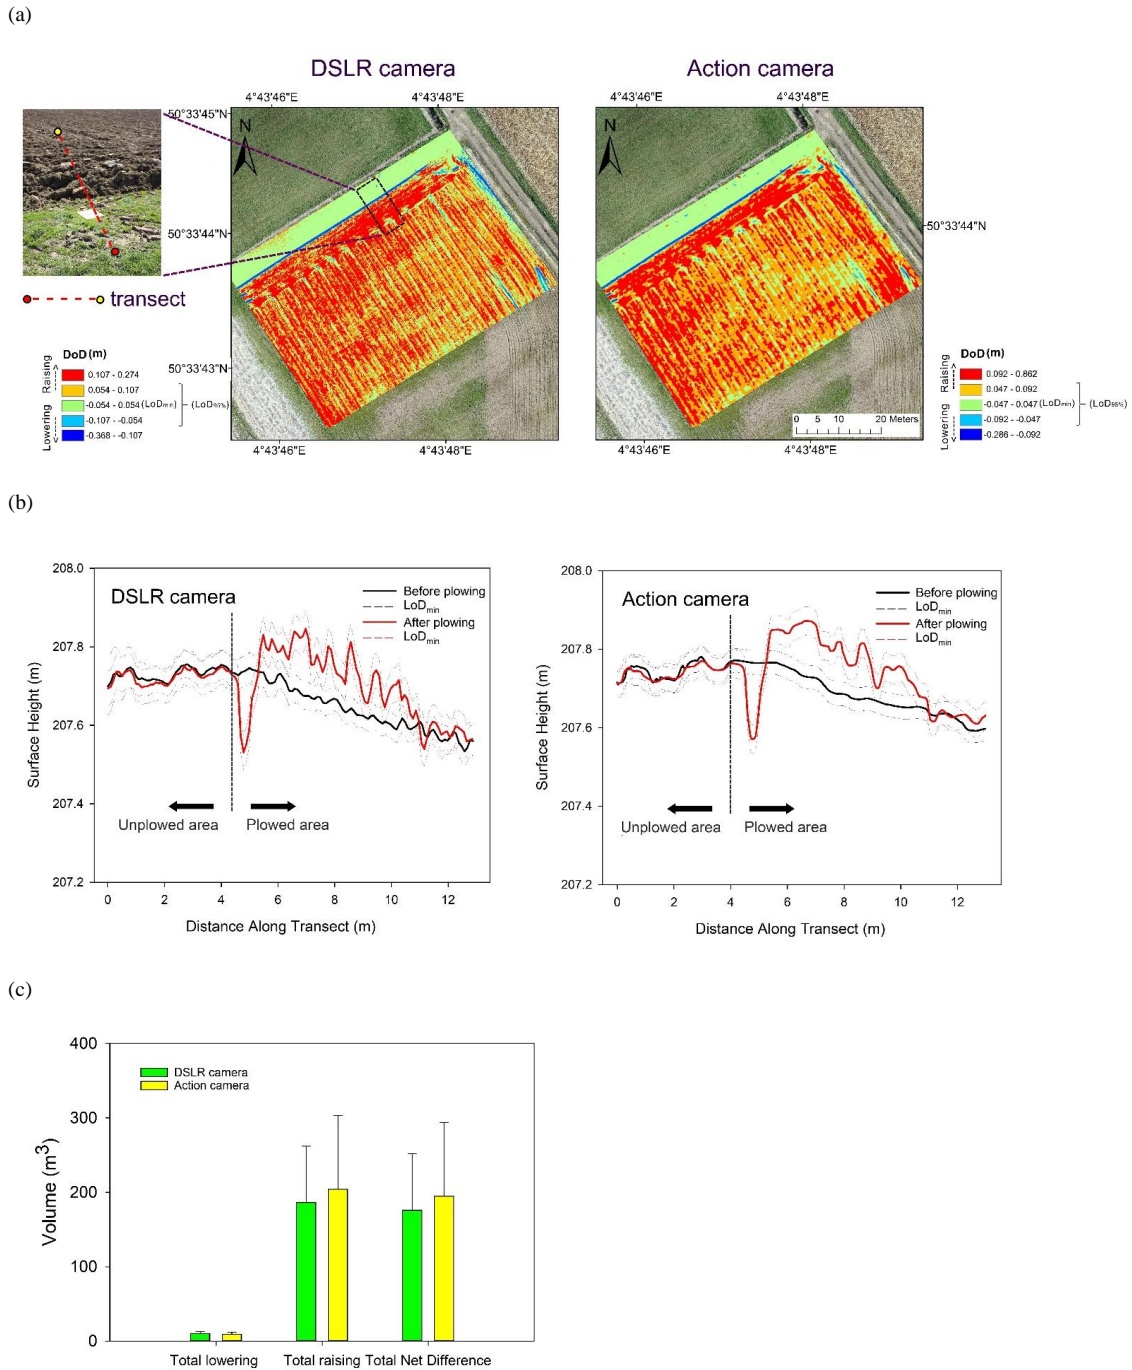 (a)
DSLR camera
Action camera
4°43'46"E
4°43'48"E
4°43'46"E
4°43'48"E
50°33'45"N
N
N
50°33'44"N
50°33'44"N
transect
50°33'43"N
DoD (m)
Raising
Lowering
0.107 - 0.274
0.054 - 0.107
-0.054 - 0.054 (LoDmin) (LoD95%)
-0.107 - -0.054
-0.368 - -0.107
DoD (m)
Raising
Lowering
0.092 - 0.862
0.047 - 0.092
-0.047 - 0.047 (LoDmin) (LoD95%)
-0.092 - -0.047
-0.286 - -0.092
0 5 10 20 Meters
4°43'46"E
4°43'48"E
4°43'46"E
4°43'48"E
(b)
208.0
207.8
207.6
207.4
207.2
Surface Height (m)
DSLR camera
Before plowing
LoDmin
After plowing
LoDmin
Unplowed area
Plowed area
0 2 4 6 8 10 12
Distance Along Transect (m)
208.0
207.8
207.6
207.4
207.2
Surface Height (m)
Action camera
Before plowing
LoDmin
After plowing
LoDmin
Unplowed area
Plowed area
0 2 4 6 8 10 12
Distance Along Transect (m)
(c)
400
300
200
100
0
Volume (m3)
DSLR camera
Action camera
Total lowering
Total raising
Total Net Difference